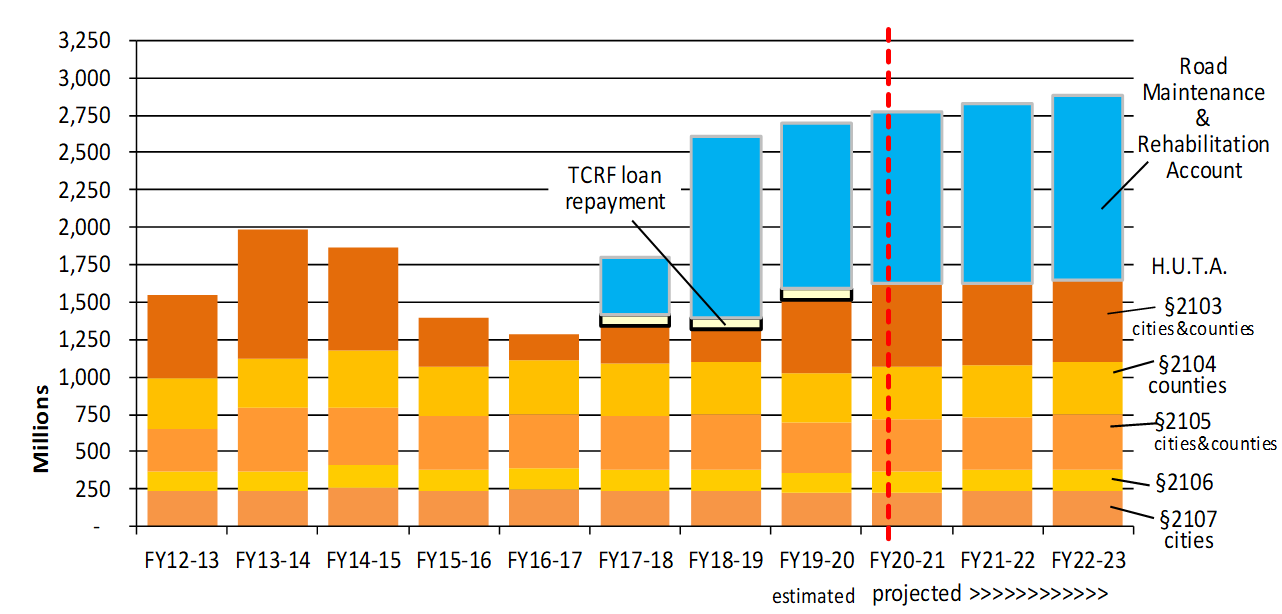 3,250
3,000
2,750
2,500
2,250
2,000
1,750
1,500
1,250
1,000
750
500
250
-
Millions
TCRF loan
repayment
Road
Maintenance
&
Rehabilitation
Account
H.U.T.A.
§2103
cities&counties
§2104
counties
§2105
cities&counties
§2106
§2107
cities
FY12-13 FY13-14 FY14-15 FY15-16 FY16-17 FY17-18 FY18-19 FY19-20 FY20-21 FY21-22 FY22-23
estimated projected >>>>>>>>>>>>